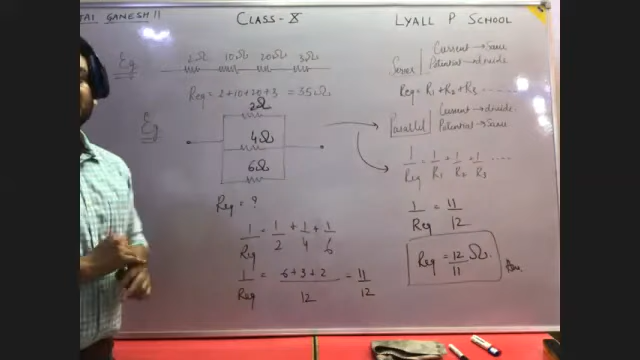 TAI GANESH !!
CLASS-X
LYALL P SCHOOL
Eg
2Ω 10Ω 20Ω 3Ω
Req = 2+10+20+3 = 35Ω
Series
Current → Same
Potential → divide
Req = R1 + R2 + R3 ......
Eg
2Ω
4Ω
6Ω
Req = ?
1/Req = 1/2 + 1/4 + 1/6
1/Req = 6+3+2/12 = 11/12
Parallel
Current → divide
Potential → Same
1/Req = 1/R1 = 1/R2 = 1/R3 ....
1/Req = 11/12
Req = 12/11 Ω.
Ans